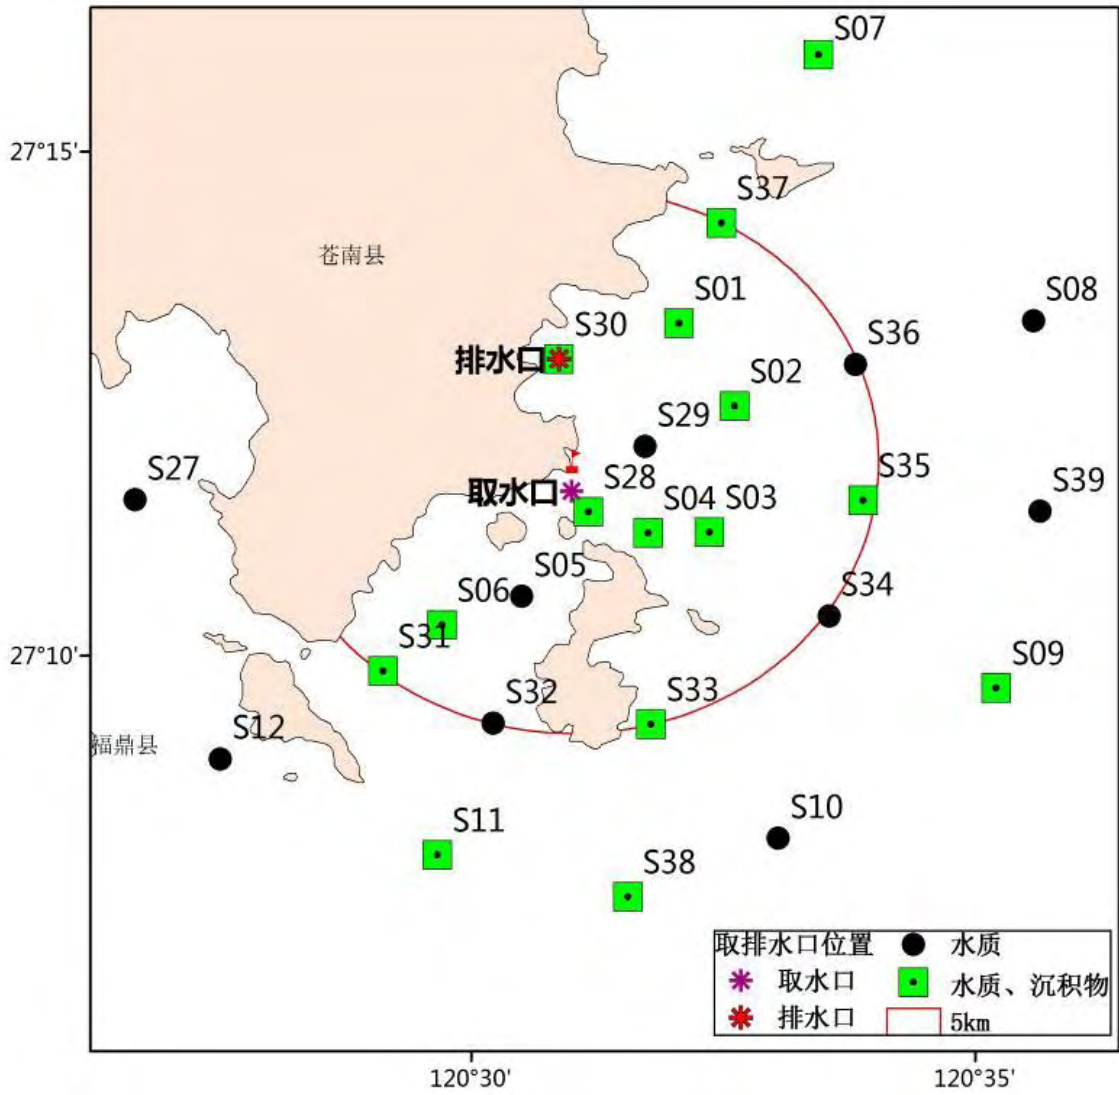 S07
27°15'
S37
苍南县
S01
S08
S30
S36
排水口
S02
S29
S27
S35
取水口
S28
S04
S03
S39
S05
S06
S34
S31
27°10'
S09
S32
S33
S12
福鼎县
S11
S10
S38
取排水口位置
水质
取水口
水质、沉积物
排水口
5km
120°30'
120°35'